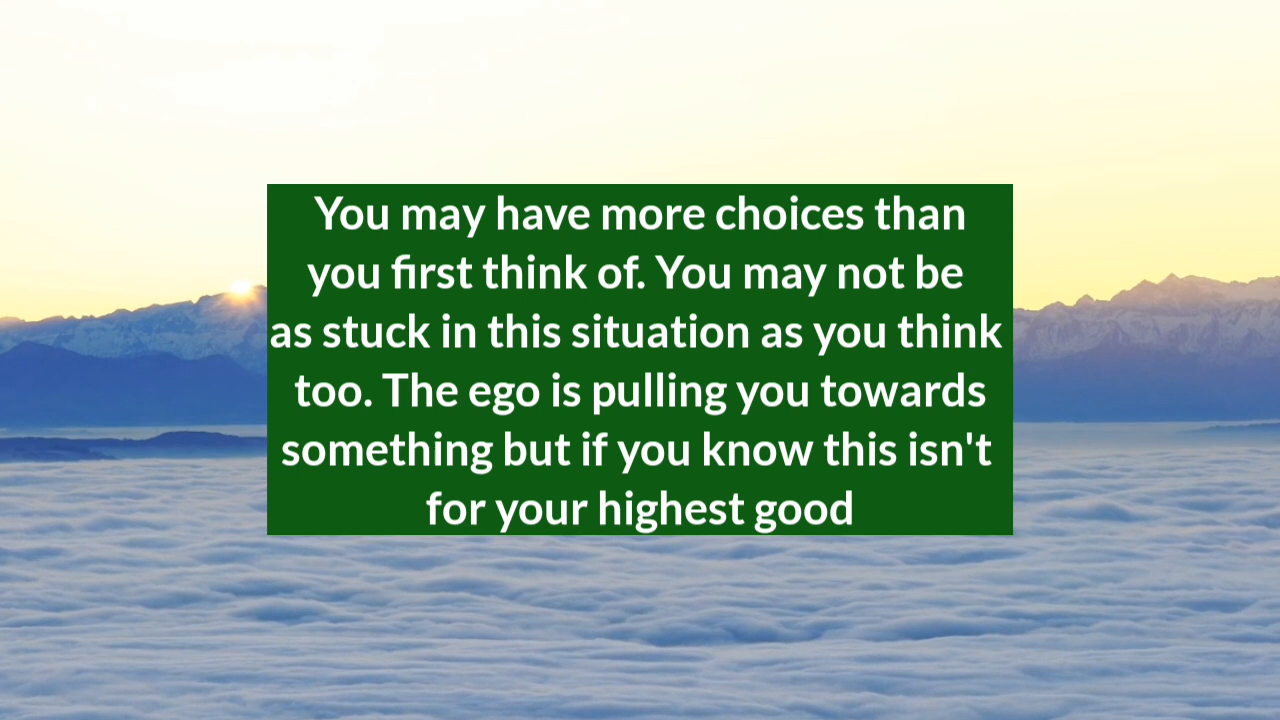 You may have more choices than
you first think of. You may not be
as stuck in this situation as you think
too. The ego is pulling you towards
something but if you know this isn't
for your highest good